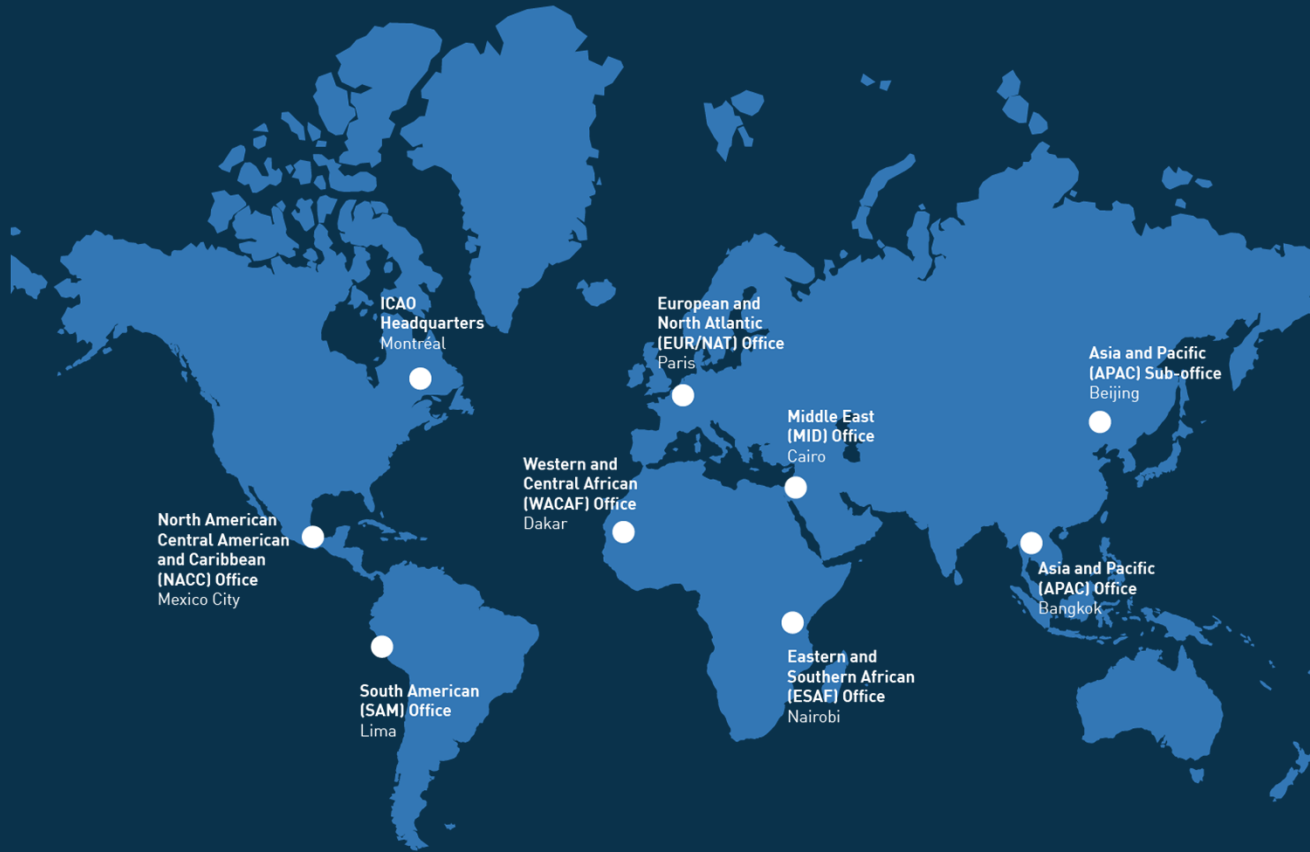 ICAO
Headquarters
Montréal
European and
North Atlantic
(EUR/NAT) Office
Paris
Asia and Pacific
(APAC) Sub-office
Beijing
Middle East
(MID) Office
Cairo
Western and
Central African
(WACAF) Office
Dakar
North American
Central American
and Caribbean
(NACC) Office
Mexico City
Asia and Pacific
(APAC) Office
Bangkok
Eastern and
Southern African
(ESAF) Office
Nairobi
South American
(SAM) Office
Lima